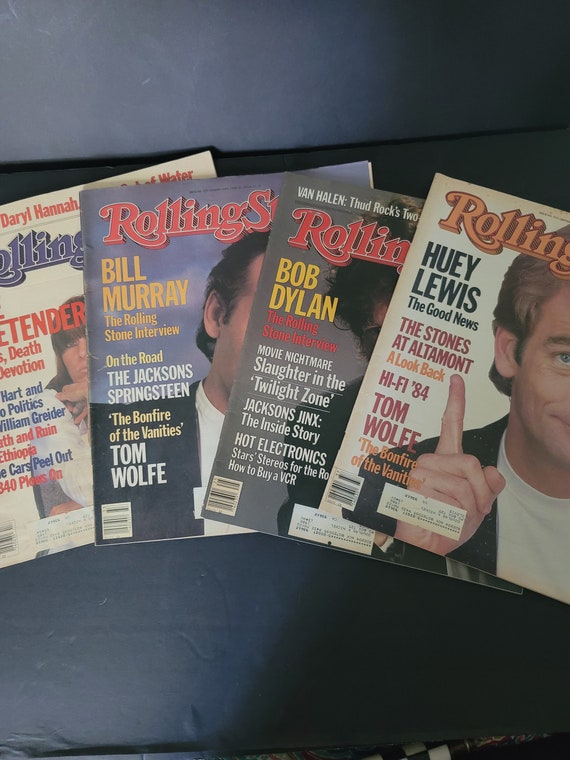 Out of Water
Daryl Hannah,
olling
ETENDER
s, Death
Devotion
Hart and
o Politics
William Greider
ath and Ruin
Ethiopia
e Cars Peel Out
840 Plows On
RollingSt
BILL
MURRAY
The Rolling
Stone Interview
On the Road
THE JACKSONS
SPRINGSTEEN
'The Bonfire
of the Vanities'
TOM
WOLFE
VAN HALEN: Thud Rock's Two
Rolling
BOB
DYLAN
The Rolling
Stone Interview
MOVIE NIGHTMARE
Slaughter in the
'Twilight Zone'
JACKSONS JINX:
The Inside Story
HOT ELECTRONICS
Stars' Stereos for the Ro
How to Buy a VCR
Rolling
HUEY
LEWIS
The Good News
THE STONES
AT ALTAMONT
A Look Back
HI-FI '84
TOM
WOLFE
'The Bonfire
of the Vanities'